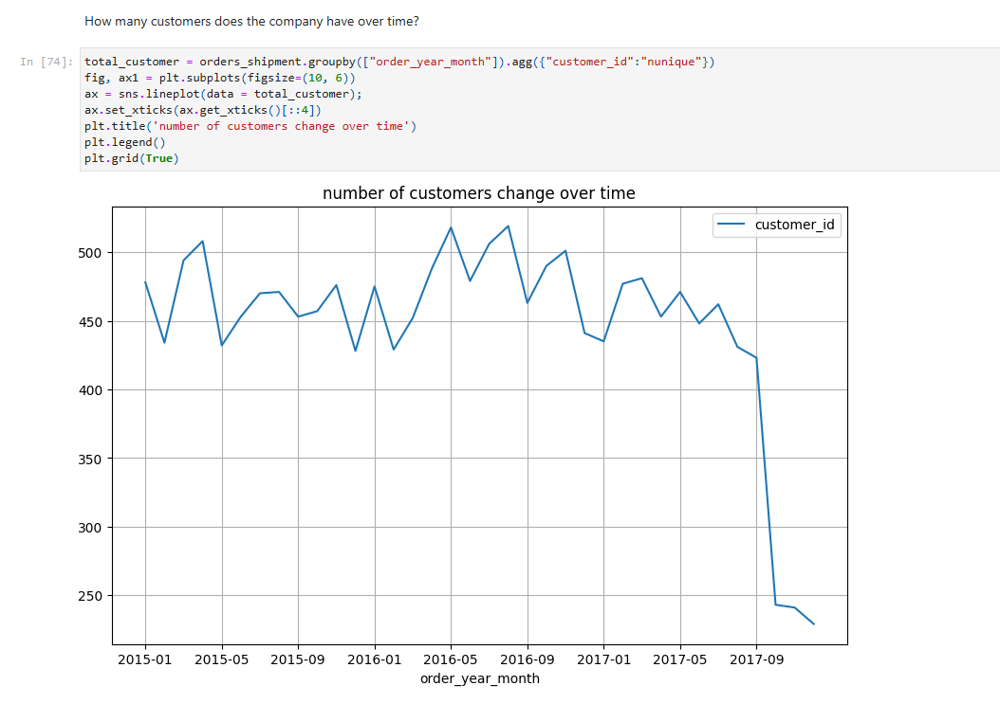 How many customers does the company have over time?
In [74]:
total_customer = orders_shipment.groupby(["order_year_month"]).agg({"customer_id":"nunique"})
fig, ax1 = plt.subplots(figsize=(10, 6))
ax = sns.lineplot(data = total_customer);
ax.set_xticks(ax.get_xticks()[::4])
plt.title('number of customers change over time')
plt.legend()
plt.grid(True)
number of customers change over time
customer_id
500
450
400
350
300
250
2015-01 2015-05 2015-09 2016-01 2016-05 2016-09 2017-01 2017-05 2017-09
order_year_month